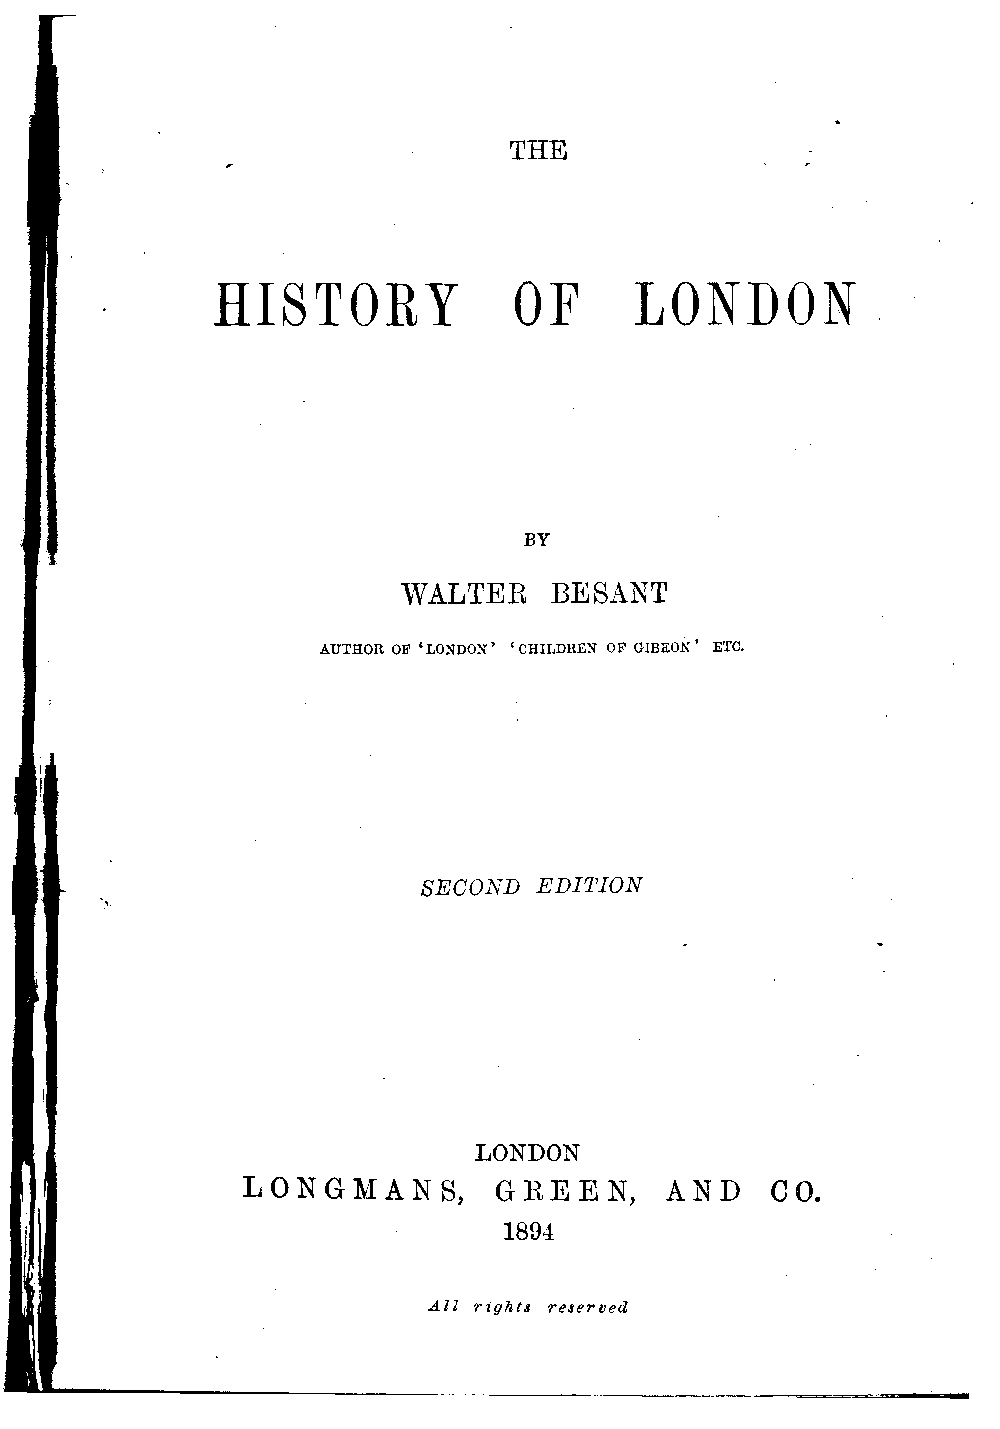 THE
HISTORY OF LONDON
BY
WALTER BESANT
AUTHOR OF ‘LONDON’ ‘CHILDREN OF GIBEON’ ETC.
SECOND EDITION
LONDON
LONGMANS, GREEN, AND CO.
1894
All rights reserved